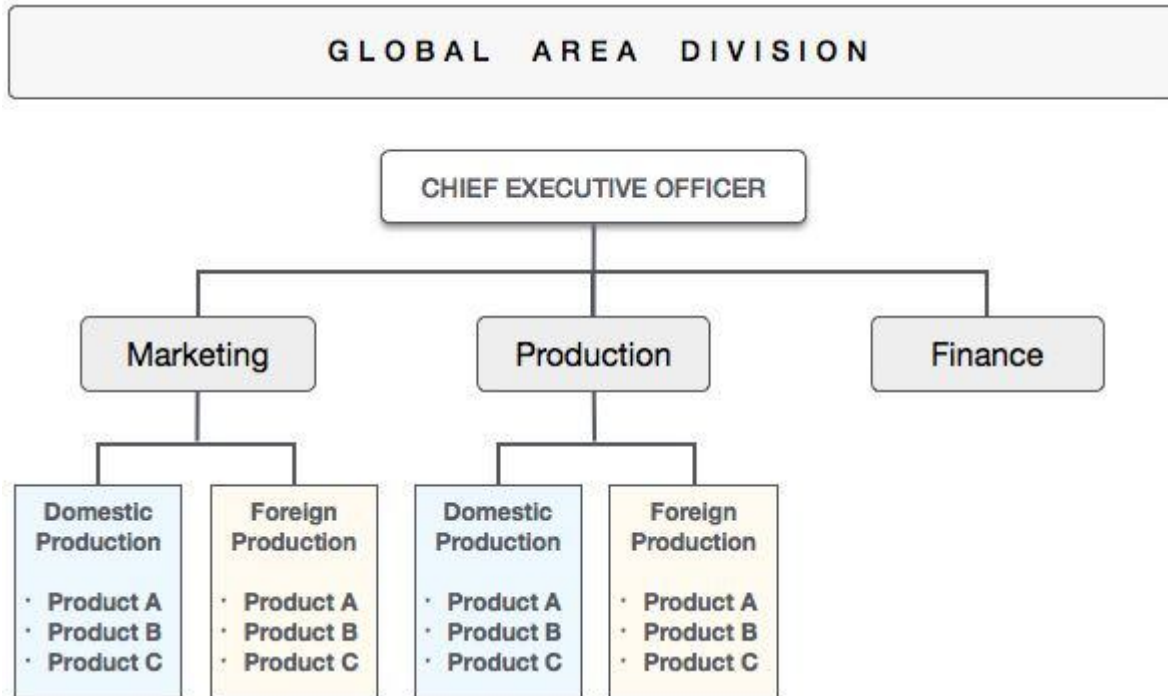 GLOBAL AREA DIVISION
CHIEF EXECUTIVE OFFICER
Marketing
Production
Finance
Domestic
Production
· Product A
· Product B
· Product C
Foreign
Production
· Product A
· Product B
· Product C
Domestic
Production
· Product A
· Product B
· Product C
Foreign
Production
· Product A
· Product B
· Product C